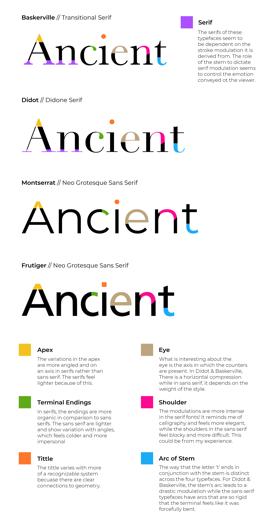 Baskerville // Transitional Serif
Ancient
Serif
The serifs of these
typefaces seem to
be dependent on the
stroke modulation it is
derived from. The role
of the stem to dictate
serif modulation seems
to control the emotion
conveyed ot the viewer.
Didot // Didone Serif
Ancient
Montserrat // Neo Grotesque Sans Serif
Ancient
Frutiger // Neo Grotesque Sans Serif
Ancient
Apex
The variations in the apex
are more angled and on
an axis in serifs rather than
sans serif. The serifs feel
lighter because of this.
Eye
What is interesting about the
eye is the axis in which the counters
are present. In Didot & Baskerville,
There is a horizontal compression
while in sans serif, it depends on the
weight of the style.
Terminal Endings
In serifs, the endings are more
organic in comparison to sans
serifs. The sans serif are lighter
and show variation with angles,
which feels colder and more
impersonal
Shoulder
The modulations are more intense
in the serif fonts! it reminds me of
calligraphy and feels more elegant,
while the shoulders in the sans serif
feel blocky and more difficult. This
could be from my experience.
Tittle
The tittle varies with more
of a recognizable system
becuase there are clear
connections to geometry.
Arc of Stem
The way that the letter 't' ends in
conjunction with the stem is distinct
across the four typefaces. For Didot &
Baskerville, the stem's arc leads to a
drastic modulation while the sans serif
typefaces have arcs that are so rigid
that the terminal feels like it was
forcefully bent.